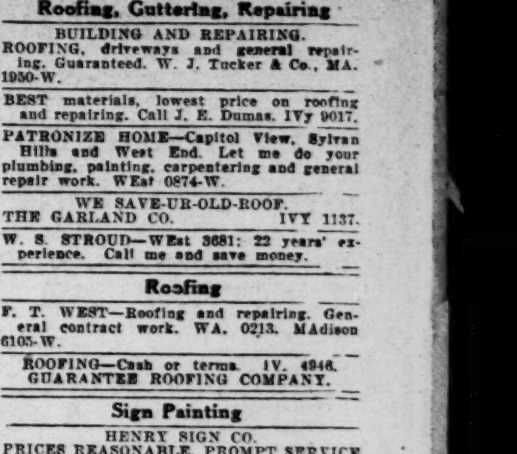 Roofing, Guttering, Repairing
BUILDING AND REPAIRING.
ROOFING, driveways and general repair-
ing. Guaranteed. W. J. Tucker & Co., MA.
1950-W.
BEST materials, lowest price on roofing
and repairing. Call J. E. Dumas. IVy 9017.
PATRONIZE HOME—Capitol View, Sylvan
Hills and West End. Let me do your
plumbing, painting, carpentering and general
repair work. WEst 0874-W.
WE SAVE-UR-OLD-ROOF.
THE GARLAND CO. IVY 1137.
W. S. STROUD—WEst 3681; 22 years' ex-
perience. Call me and save money.
Roofing
F. T. WEST—Roofing and repairing. Gen-
eral contract work. WA. 0213. MAdison
6105-W.
ROOFING—Cash or terms. IV. 4946.
GUARANTEE ROOFING COMPANY.
Sign Painting
HENRY SIGN CO.
PRICES REASONABLE. PROMPT SERVICE